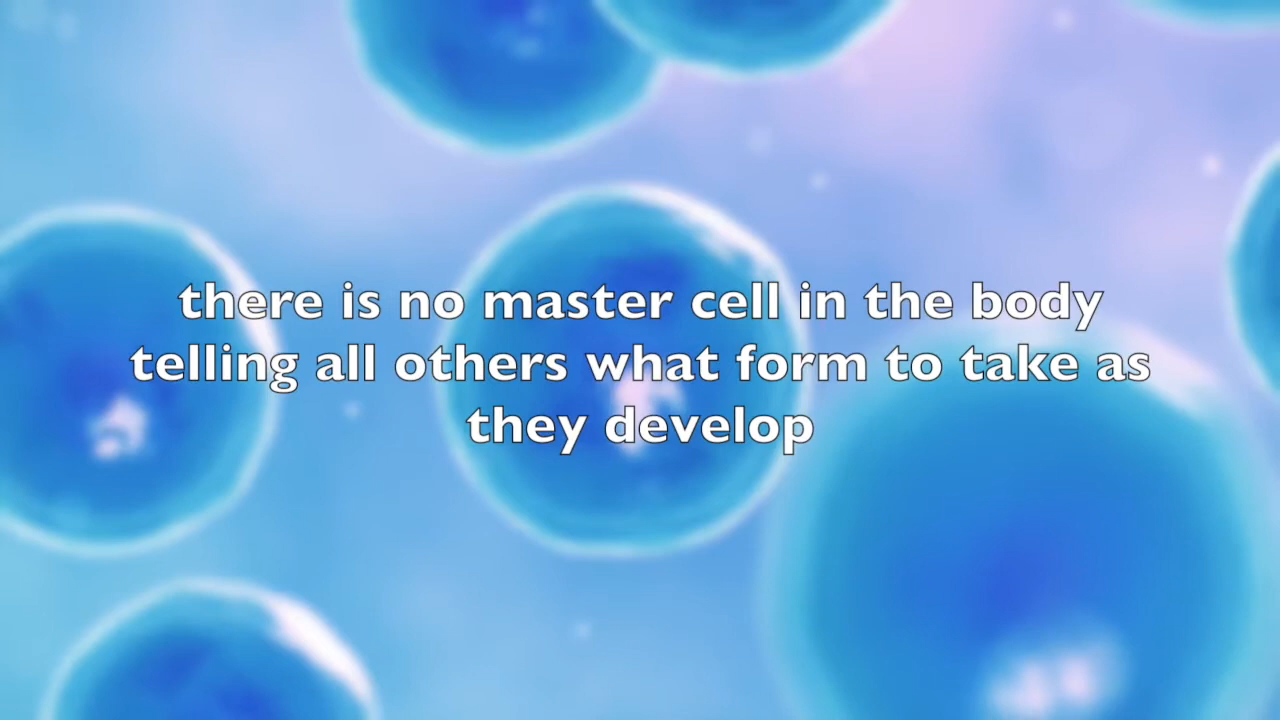 there is no master cell in the body
telling all others what form to take as
they develop